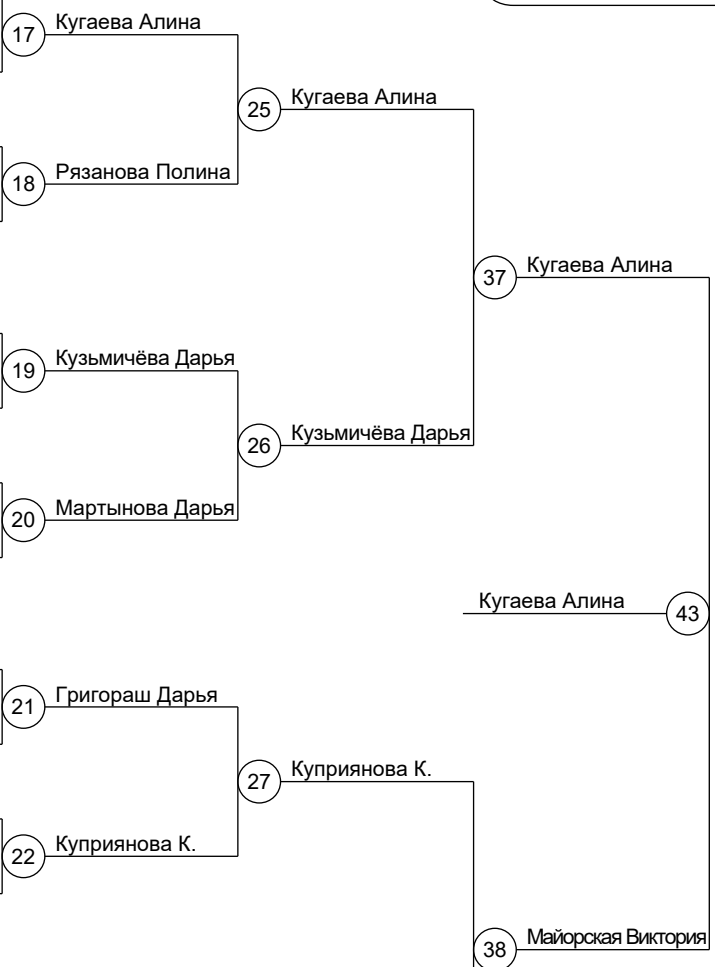 17 Кугаева Алина
25 Кугаева Алина
18 Рязанова Полина
37 Кугаева Алина
19 Кузьмичёва Дарья
26 Кузьмичёва Дарья
20 Мартынова Дарья
Кугаева Алина 43
21 Григораш Дарья
27 Куприянова К.
22 Куприянова К.
38 Майорская Виктория